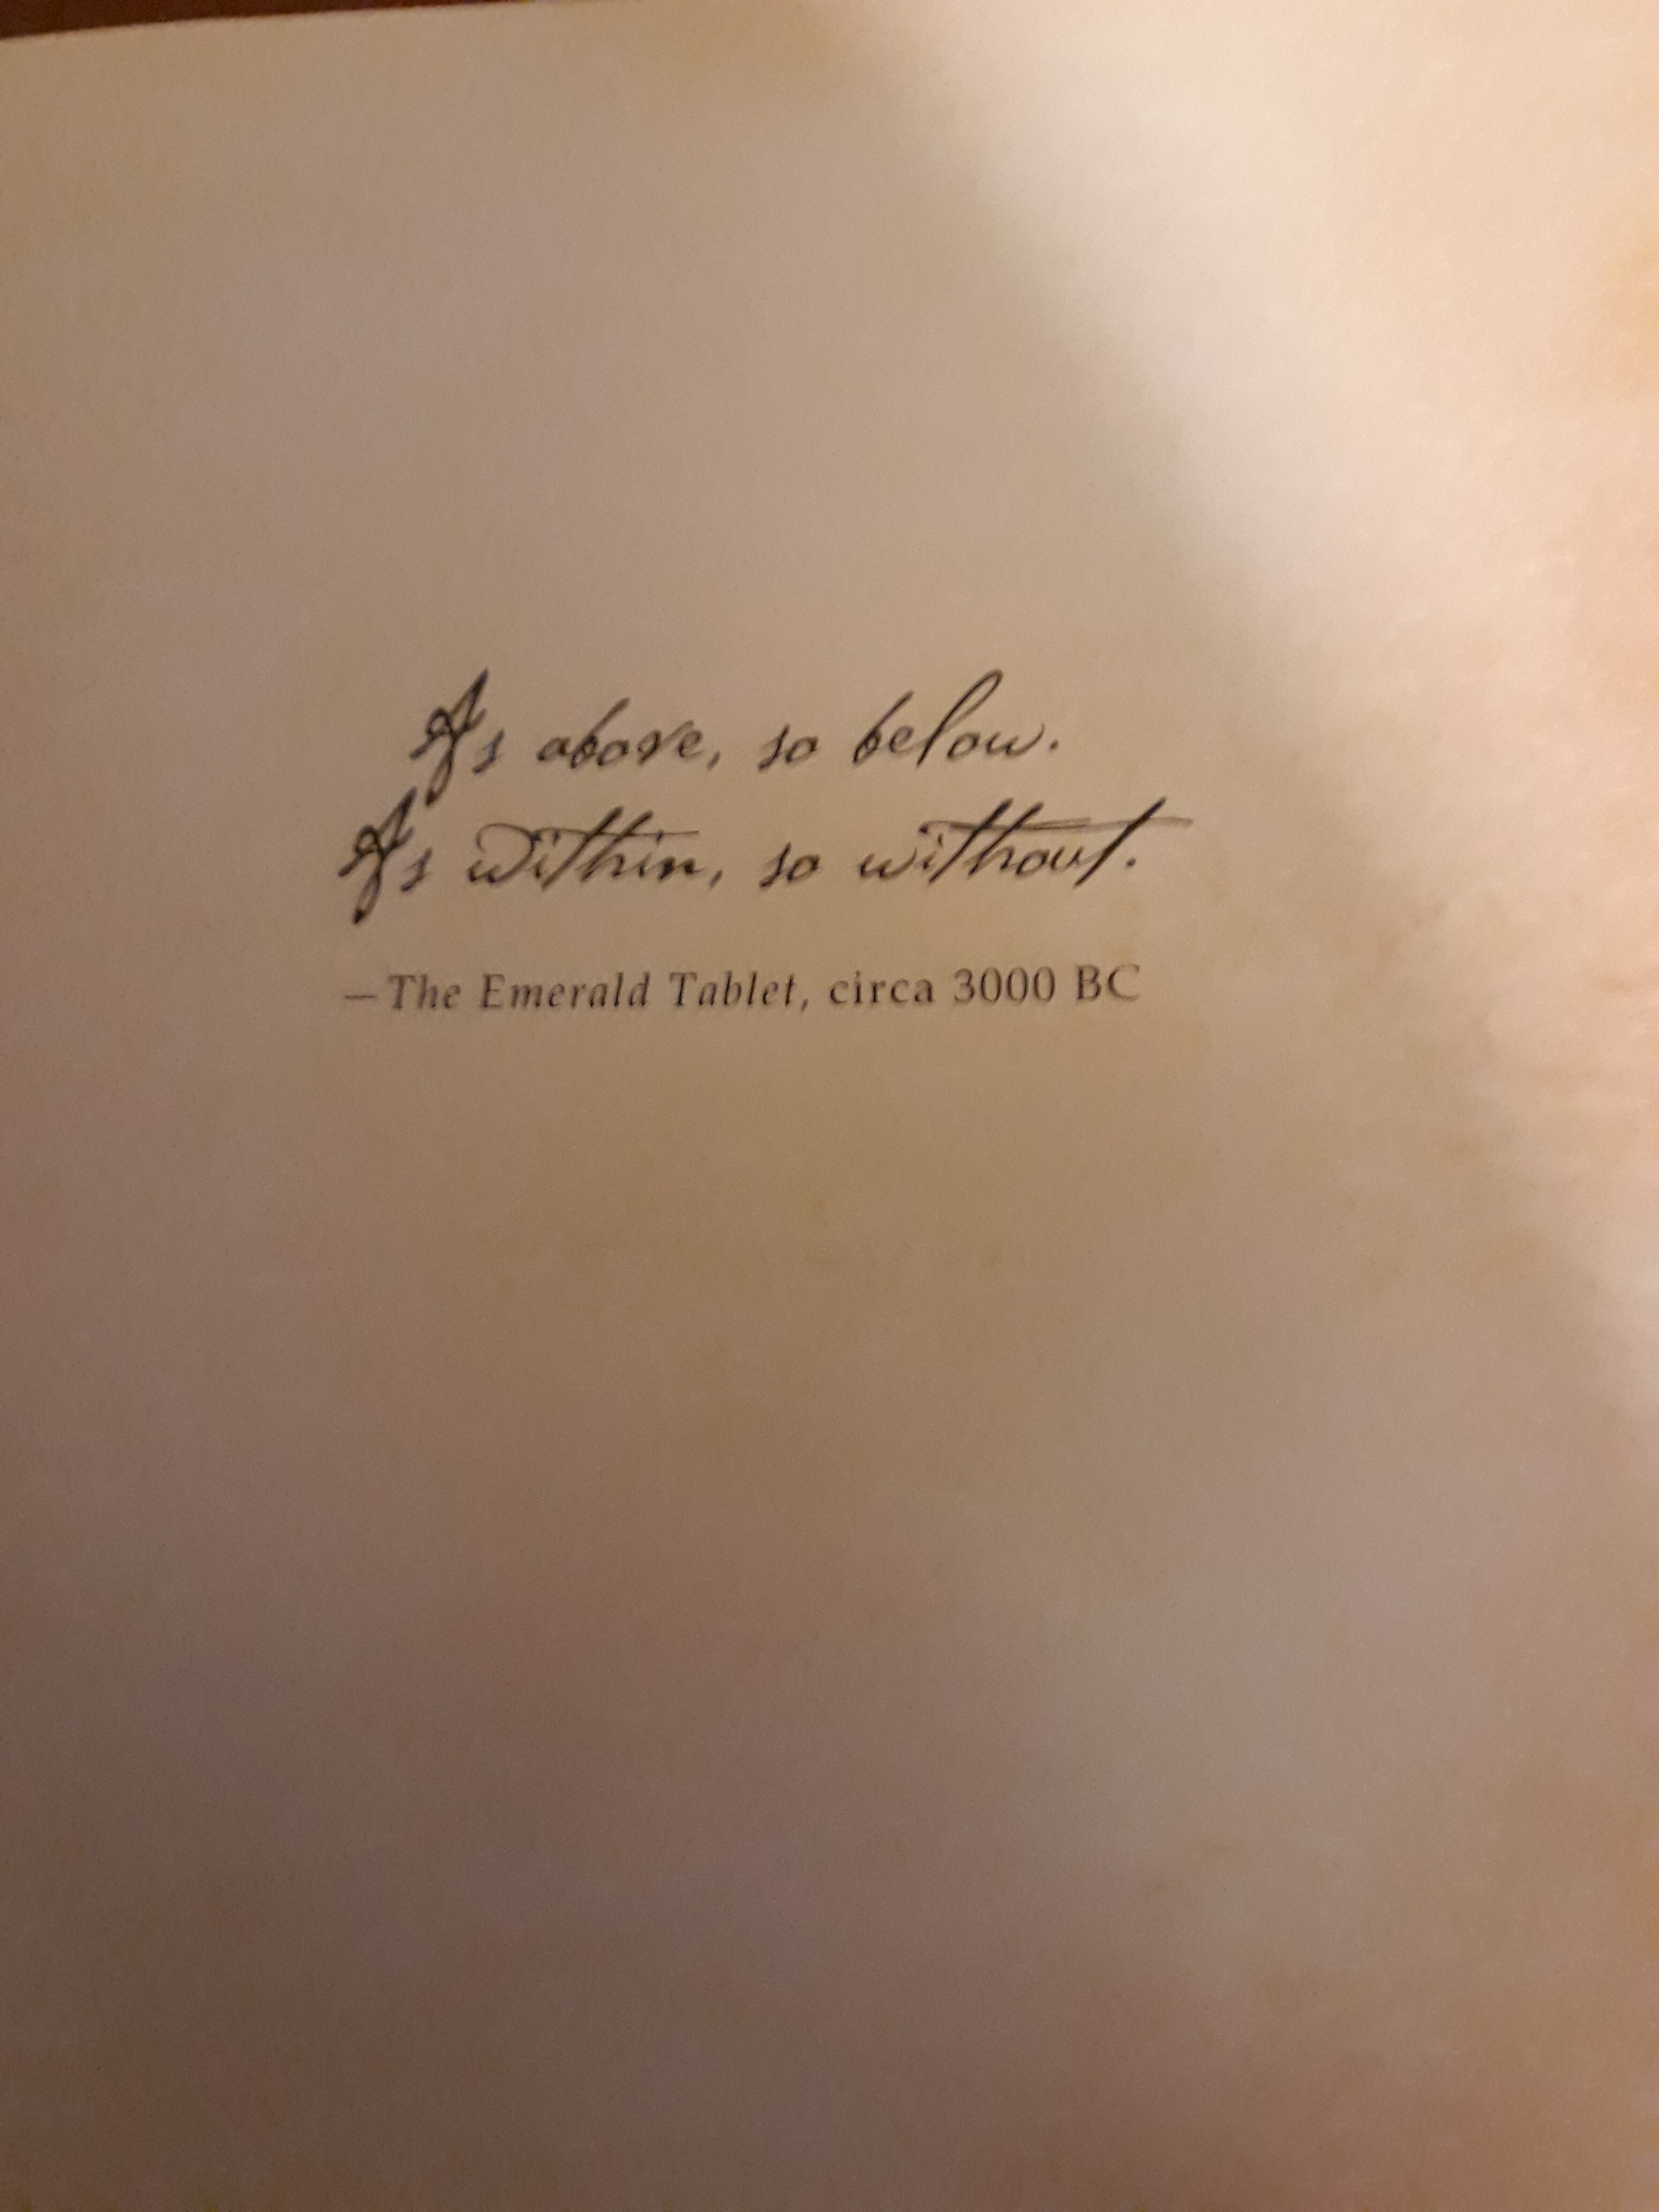 As above, so below.
As within, so without.
—The Emerald Tablet, circa 3000 BC